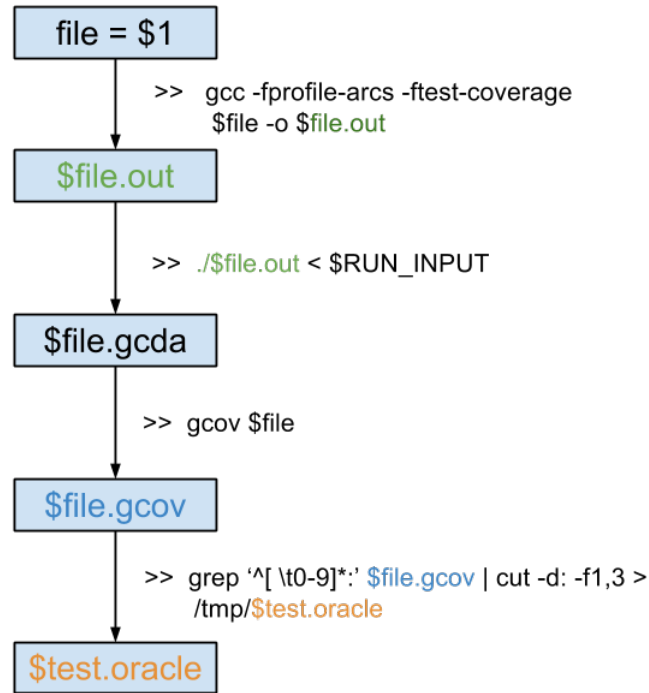 file = $1
>> gcc -fprofile-arcs -ftest-coverage
$file -o $file.out
$file.out
>> ./$file.out < $RUN_INPUT
$file.gcda
>> gcov $file
$file.gcov
>> grep ‘^[ \t0-9]*:’ $file.gcov | cut -d: -f1,3 >
/tmp/$test.oracle
$test.oracle